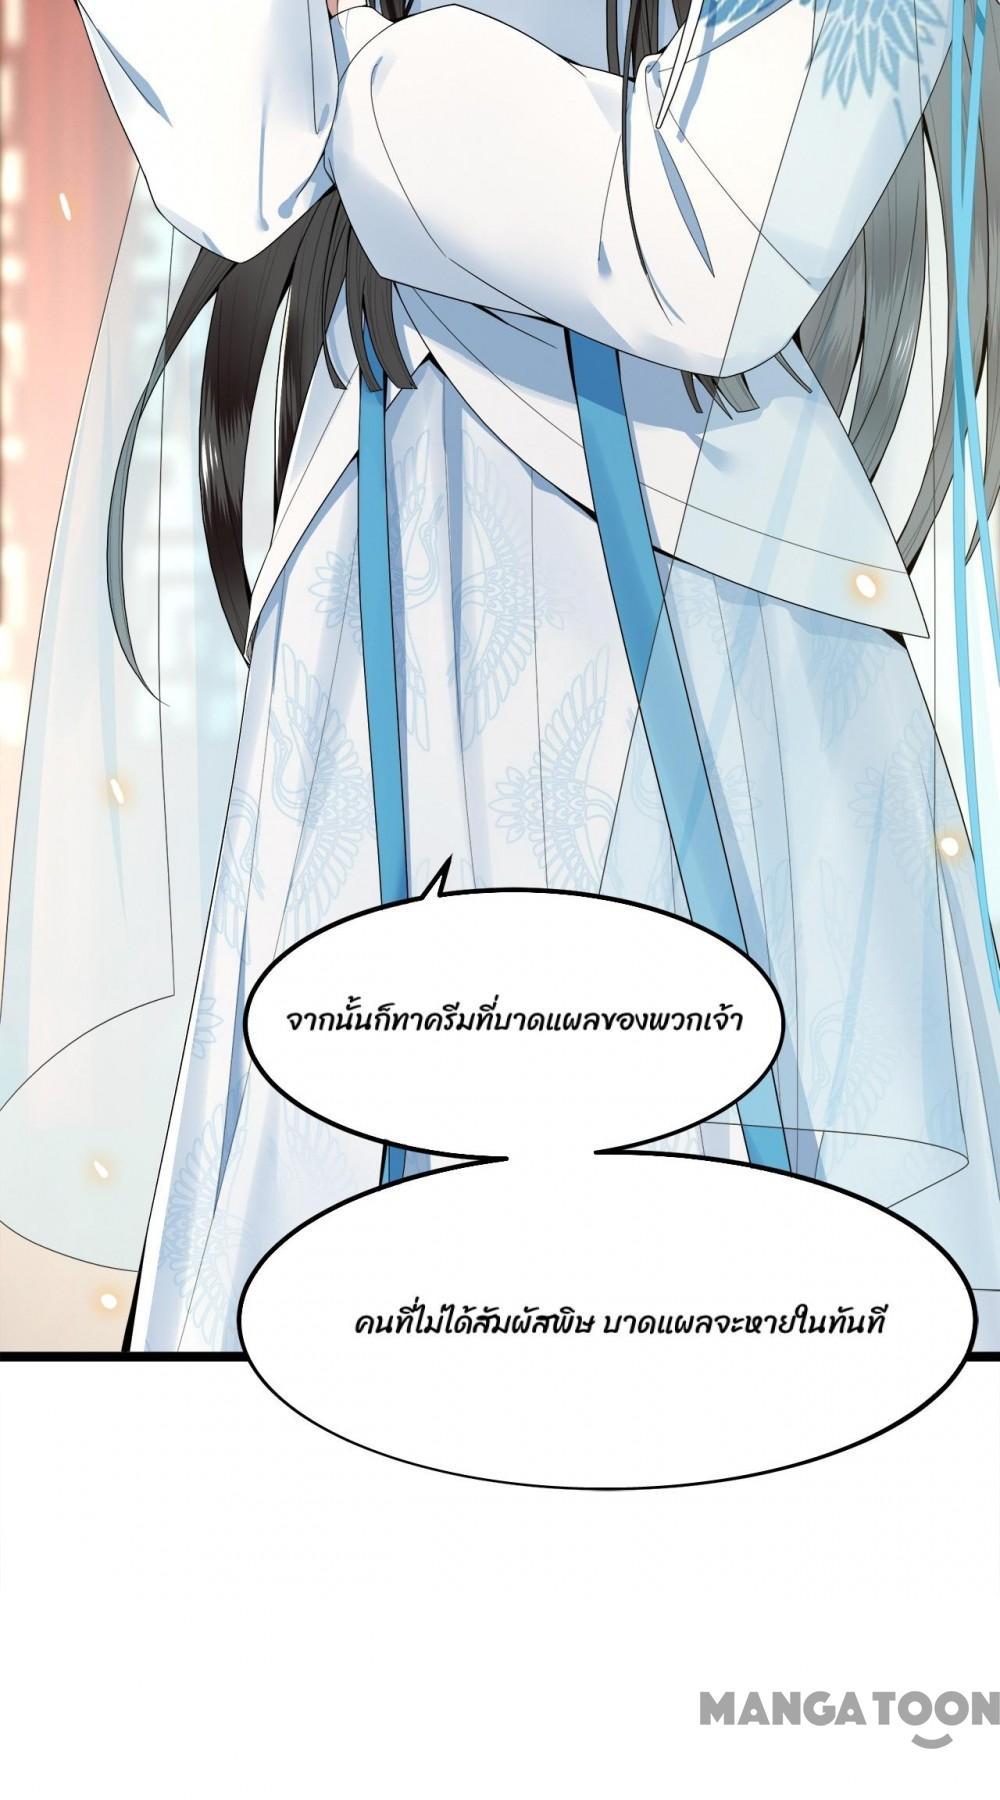 จากนั้นก็ทาครีมที่บาดแผลของพวกเจ้า
คนที่ไม่ได้สัมผัสพิษ บาดแผลจะหายในทันที
MANGATOON